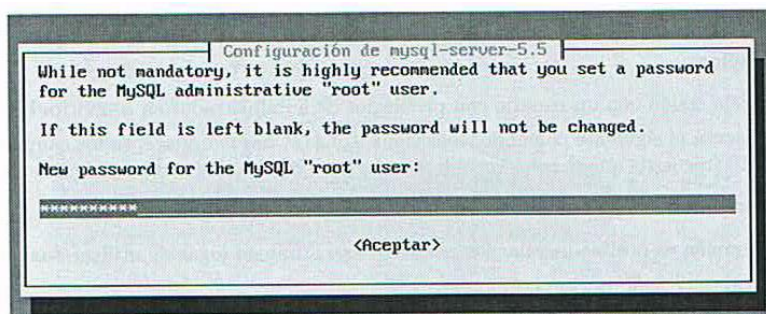 Configuración de mysql-server-5.5
While not mandatory, it is highly recommended that you set a password
for the MySQL administrative "root" user.
If this field is left blank, the password will not be changed.
New password for the MySQL "root" user:
**********
<Aceptar>